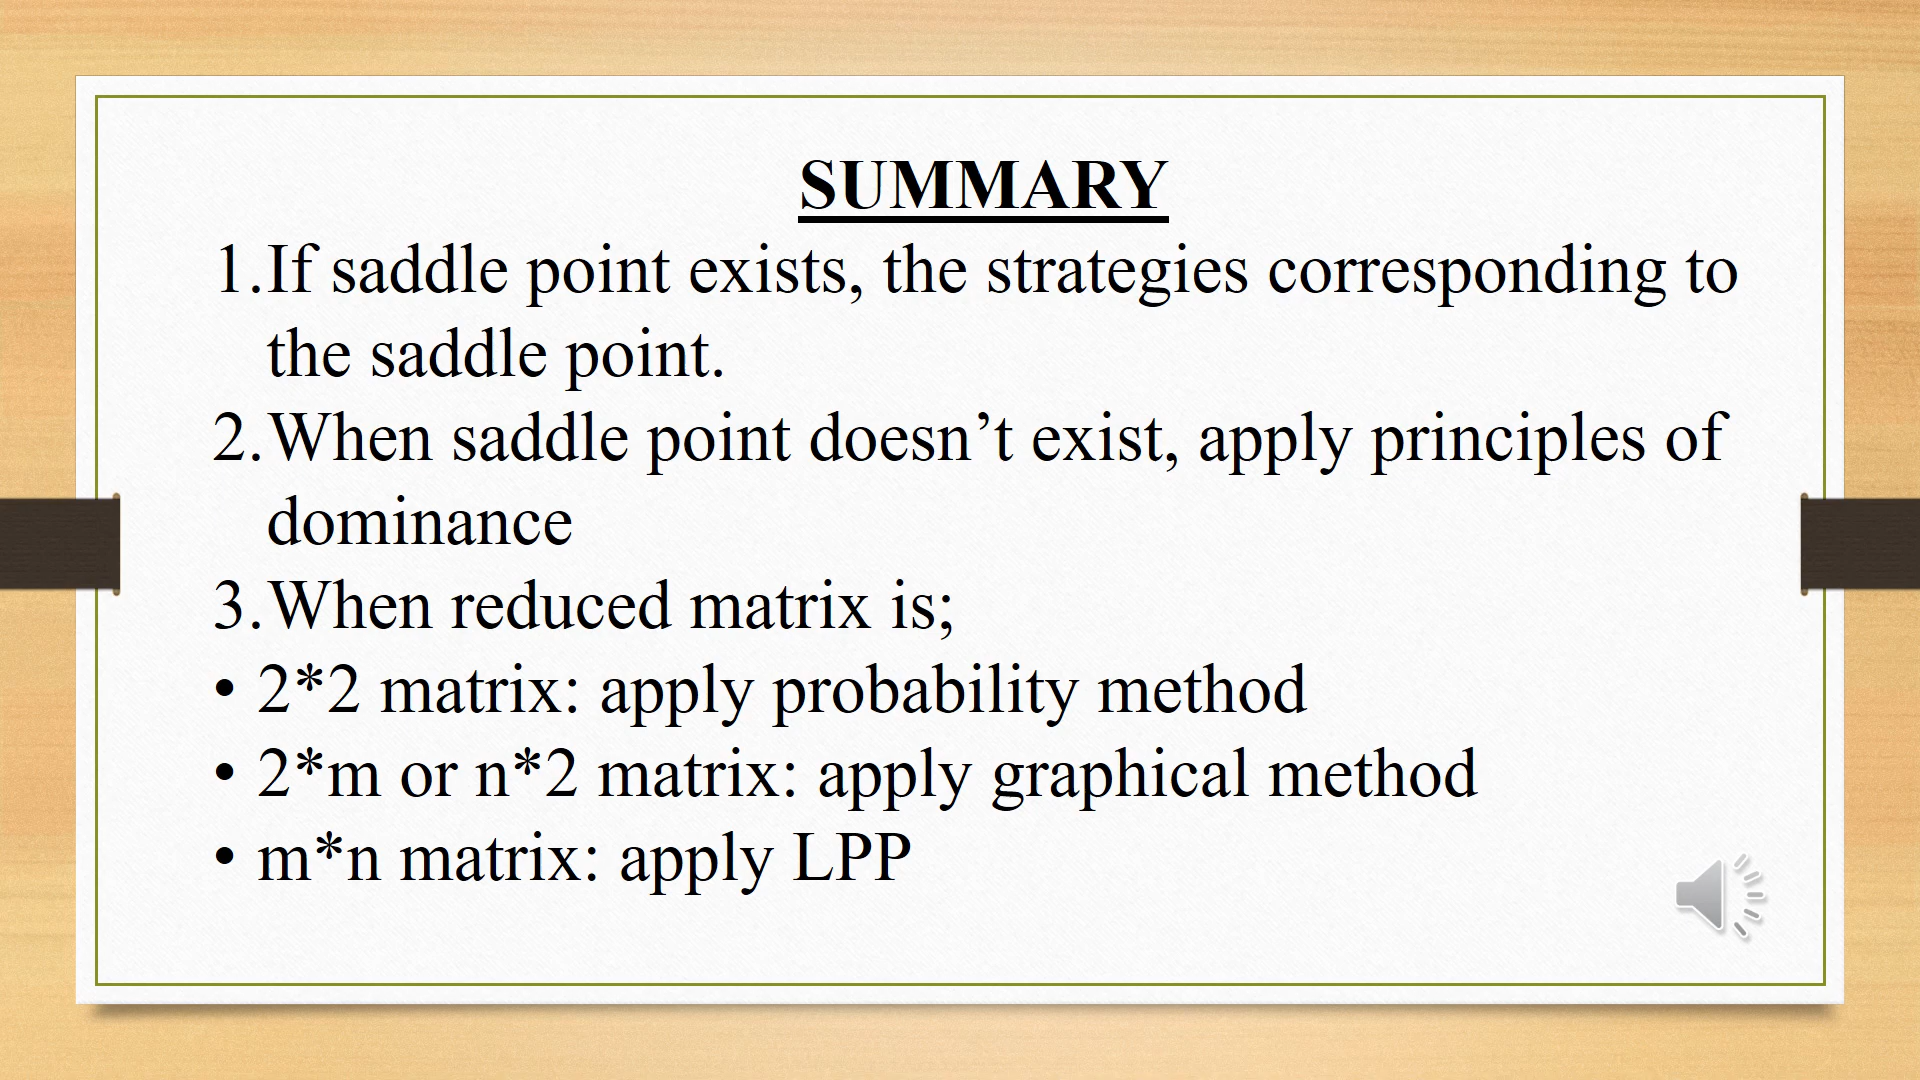 SUMMARY
1.If saddle point exists, the strategies corresponding to
the saddle point.
2.When saddle point doesn’t exist, apply principles of
dominance
3.When reduced matrix is;
• 2*2 matrix: apply probability method
• 2*m or n*2 matrix: apply graphical method
• m*n matrix: apply LPP